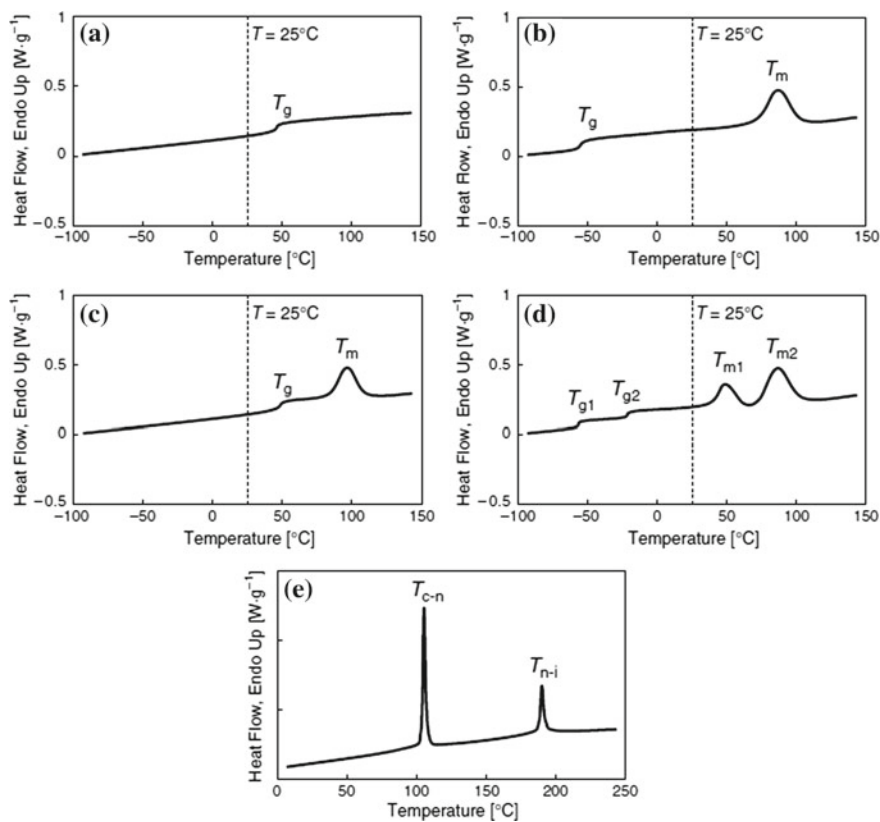 (a)
T = 25°C
Tg
Heat Flow, Endo Up [W·g⁻¹]
1
0.5
0
−0.5
−100 −50 0 50 100 150
Temperature [°C]
(b)
T = 25°C
Tg
Tm
Heat Flow, Endo Up [W·g⁻¹]
1
0.5
0
−0.5
−100 −50 0 50 100 150
Temperature [°C]
(c)
T = 25°C
Tg
Tm
Heat Flow, Endo Up [W·g⁻¹]
1
0.5
0
−0.5
−100 −50 0 50 100 150
Temperature [°C]
(d)
T = 25°C
Tg1
Tg2
Tm1
Tm2
Heat Flow, Endo Up [W·g⁻¹]
1
0.5
0
−0.5
−100 −50 0 50 100 150
Temperature [°C]
(e)
Tc-n
Tn-i
Heat Flow, Endo Up [W·g⁻¹]
0 50 100 150 200 250
Temperature [°C]